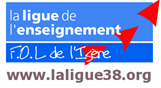 la ligue de
l'enseignement
F.O.L de l'Isère
www.laligue38.org